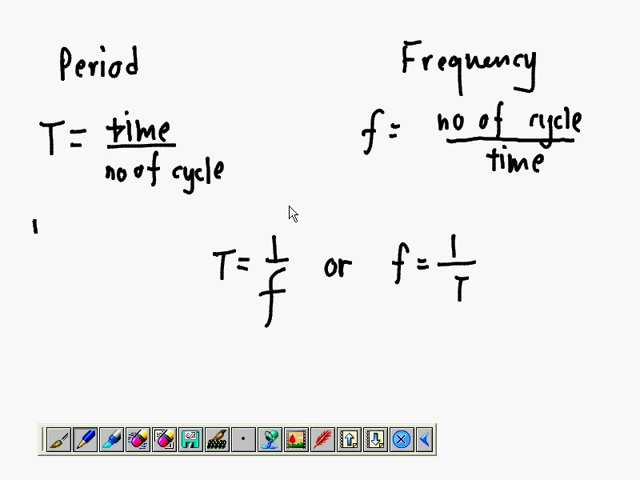 Period Frequency
T = time / no of cycle f = no of cycle / time
T = 1 / f or f = 1 / T